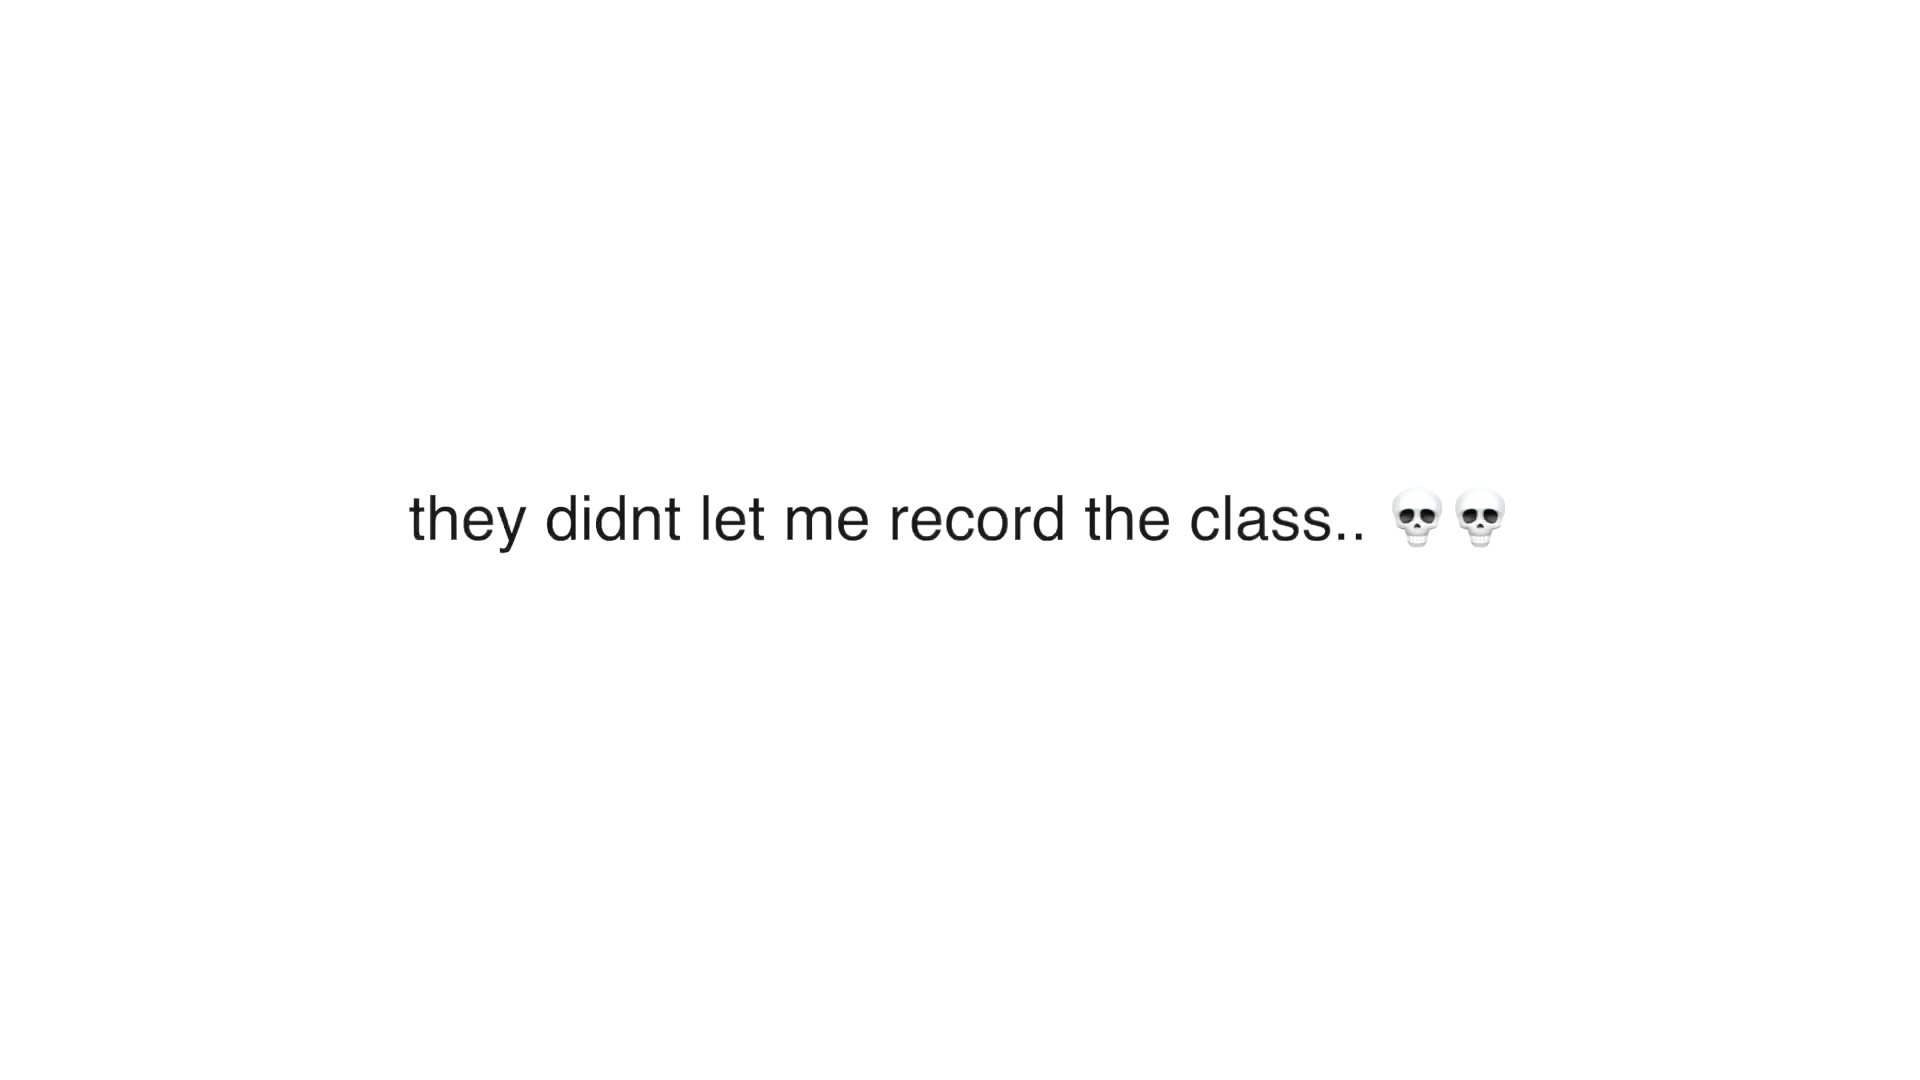 they didnt let me record the class.. 💀💀